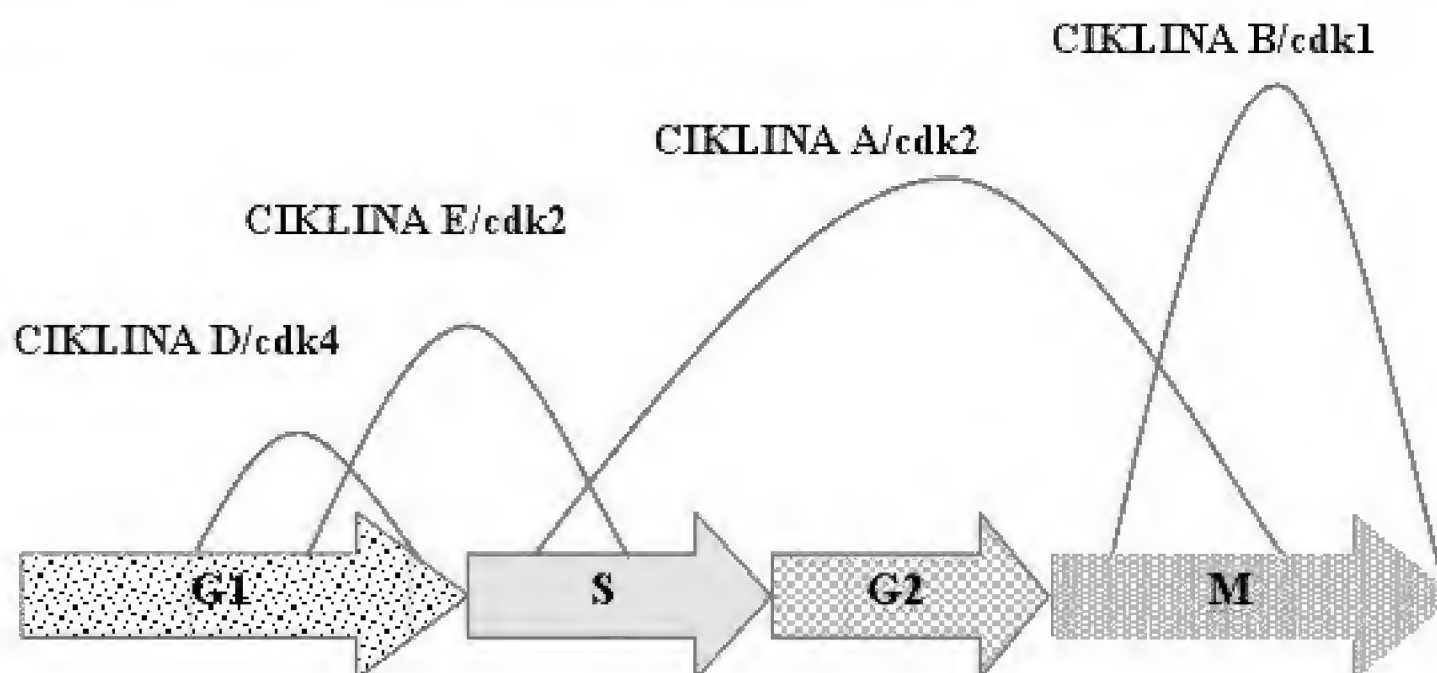 CIKLINA B/cdk1
CIKLINA A/cdk2
CIKLINA E/cdk2
CIKLINA D/cdk4
G1
S
G2
M